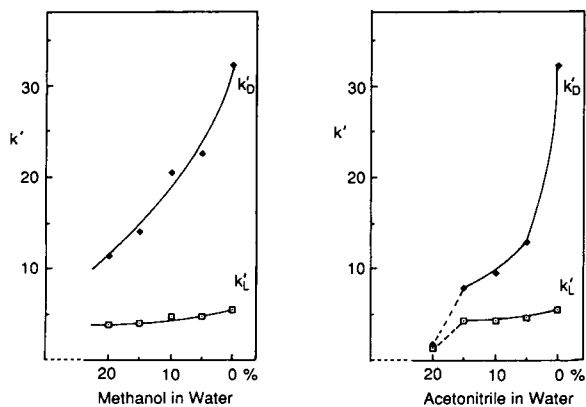 30
k'
20
10
k'D
k'L
20 10 0 %
Methanol in Water
30
20
10
k'D
k'L
20 10 0 %
Acetonitrile in Water